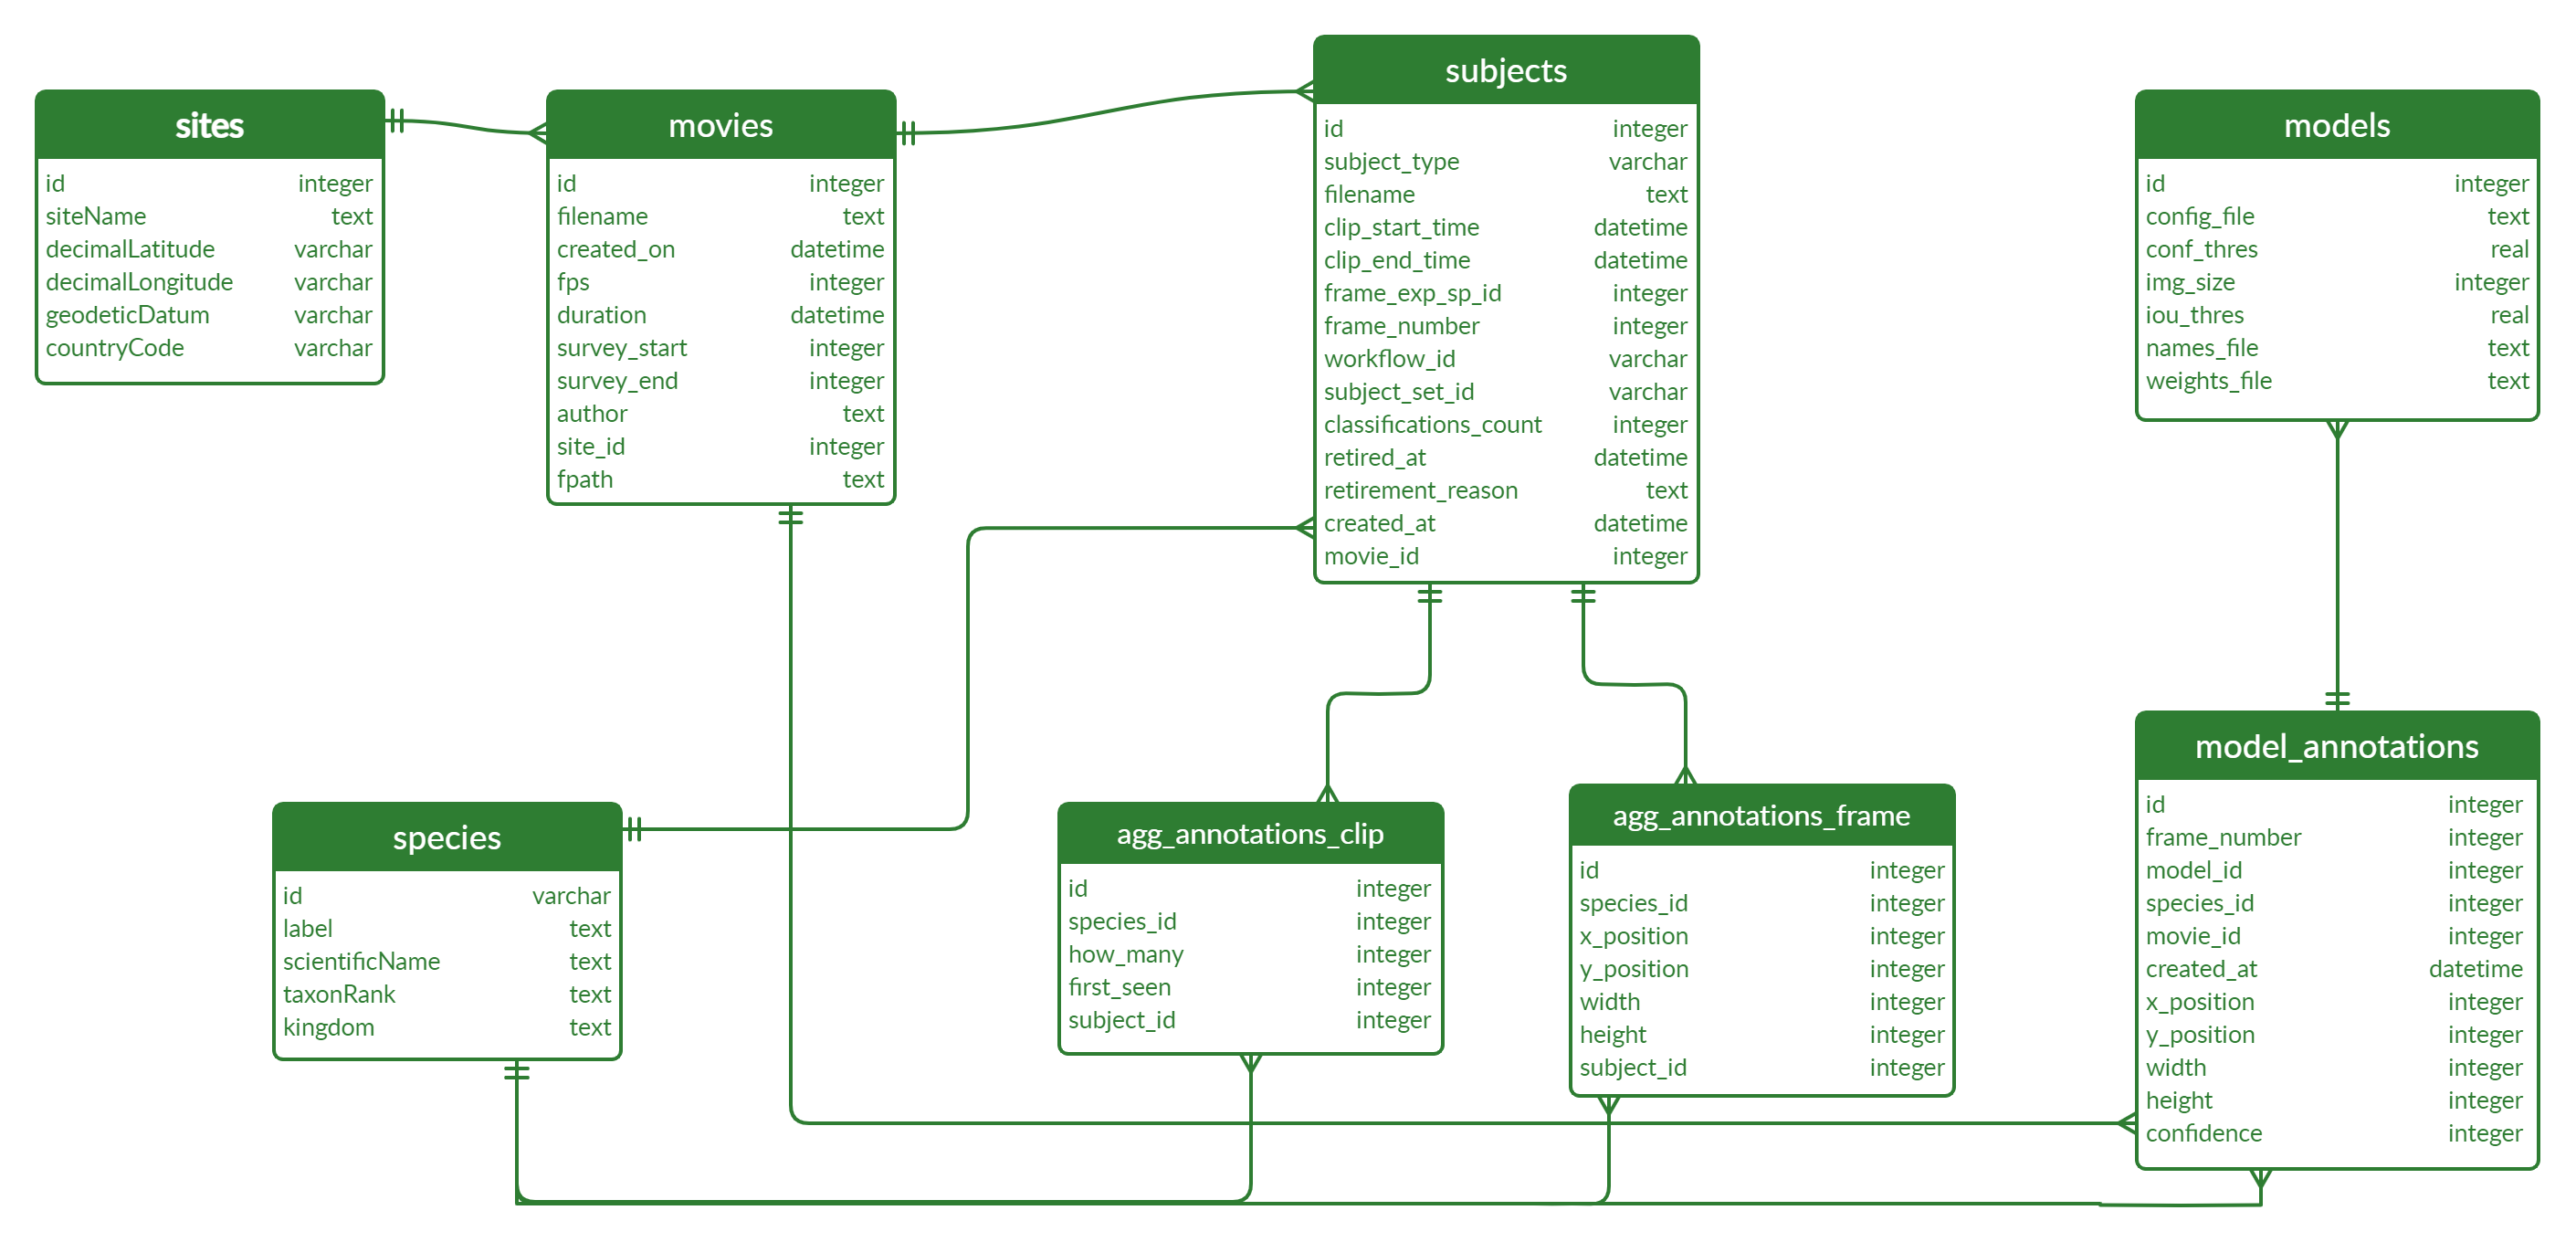 sites
id integer
siteName text
decimalLatitude varchar
decimalLongitude varchar
geodeticDatum varchar
countryCode varchar
movies
id integer
filename text
created_on datetime
fps integer
duration datetime
survey_start integer
survey_end integer
author text
site_id integer
fpath text
subjects
id integer
subject_type varchar
filename text
clip_start_time datetime
clip_end_time datetime
frame_exp_sp_id integer
frame_number integer
workflow_id varchar
subject_set_id varchar
classifications_count integer
retired_at datetime
retirement_reason text
created_at datetime
movie_id integer
models
id integer
config_file text
conf_thres real
img_size integer
iou_thres real
names_file text
weights_file text
species
id varchar
label text
scientificName text
taxonRank text
kingdom text
agg_annotations_clip
id integer
species_id integer
how_many integer
first_seen integer
subject_id integer
agg_annotations_frame
id integer
species_id integer
x_position integer
y_position integer
width integer
height integer
subject_id integer
model_annotations
id integer
frame_number integer
model_id integer
species_id integer
movie_id integer
created_at datetime
x_position integer
y_position integer
width integer
height integer
confidence integer